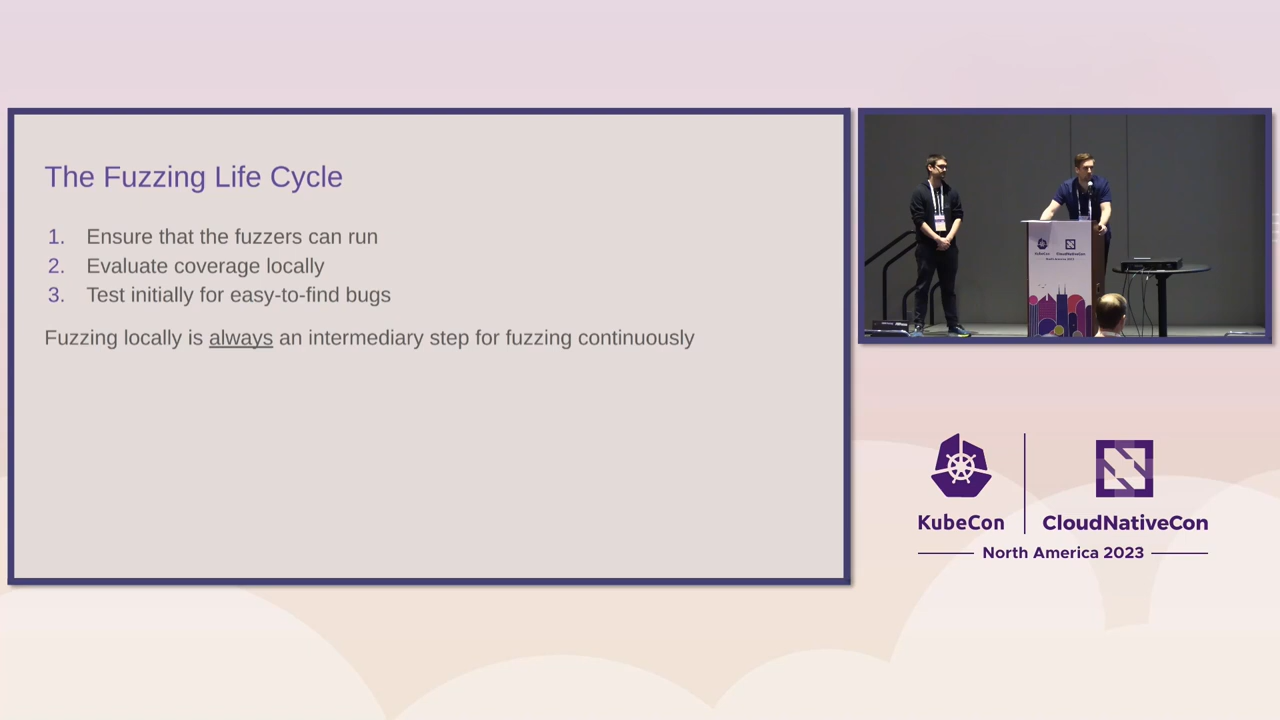 The Fuzzing Life Cycle
1. Ensure that the fuzzers can run
2. Evaluate coverage locally
3. Test initially for easy-to-find bugs
Fuzzing locally is always an intermediary step for fuzzing continuously
KubeCon
CloudNativeCon
North America 2023